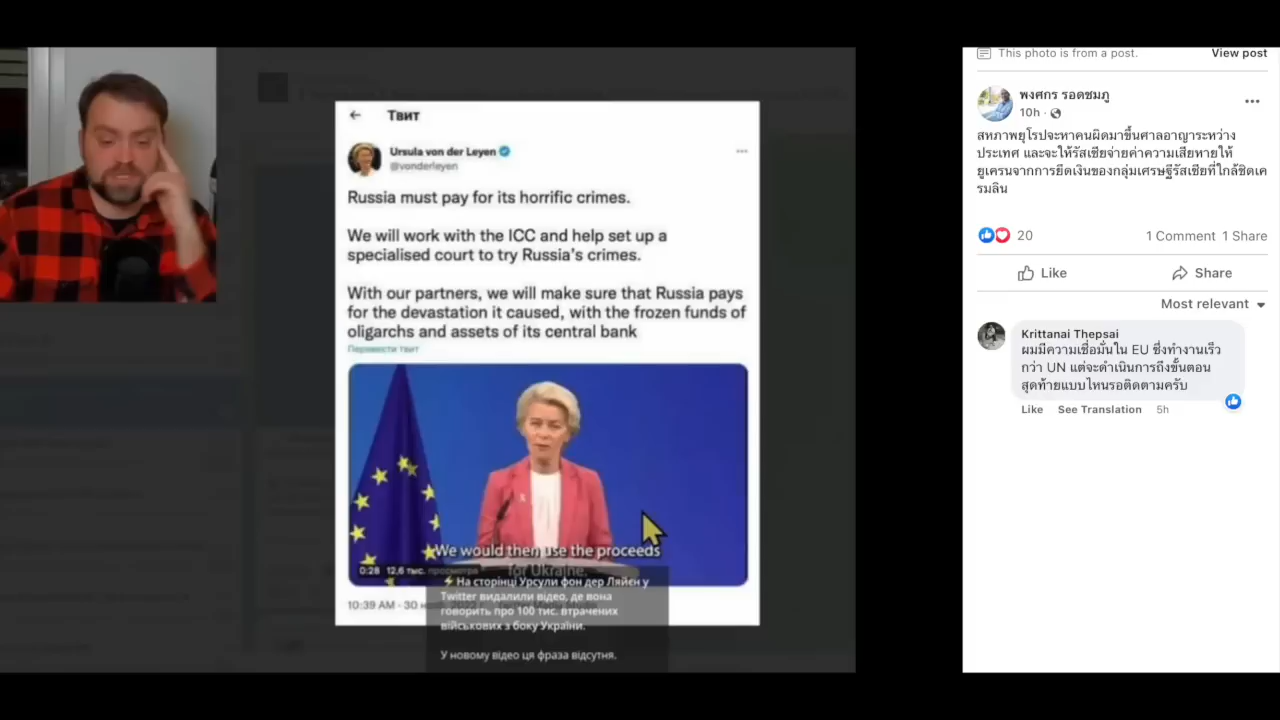 Твит
Ursula von der Leyen
@vonderleyen
Russia must pay for its horrific crimes.
We will work with the ICC and help set up a
specialised court to try Russia's crimes.
With our partners, we will make sure that Russia pays
for the devastation it caused, with the frozen funds of
oligarchs and assets of its central bank
Перевести твит
We would then use the proceeds
for Ukraine.
0:28 12,6 тыс. просмотра
10:39 AM · 30
⚡На сторінці Урсули фон дер Ляйєн у
Twitter видалили відео, де вона
говорить про 100 тис. втрачених
військових з боку України.
У новому відео ця фраза відсутня.
This photo is from a post.
View post
พงศกร รอดชมภู
10h ·
สหภาพยุโรปจะหาคนผิดมาขึ้นศาลอาญาระหว่าง
ประเทศ และจะให้รัสเซียจ่ายค่าความเสียหายให้
ยูเครนจากการยึดเงินของกลุ่มเศรษฐีรัสเซียที่ใกล้ชิดเค
รมลิน
20
1 Comment 1 Share
Like
Share
Most relevant
Krittanai Thepsai
ผมมีความเชื่อมั่นใน EU ซึ่งทำงานเร็ว
กว่า UN แต่จะดำเนินการถึงขั้นตอน
สุดท้ายแบบไหนรอติดตามครับ
Like See Translation 5h